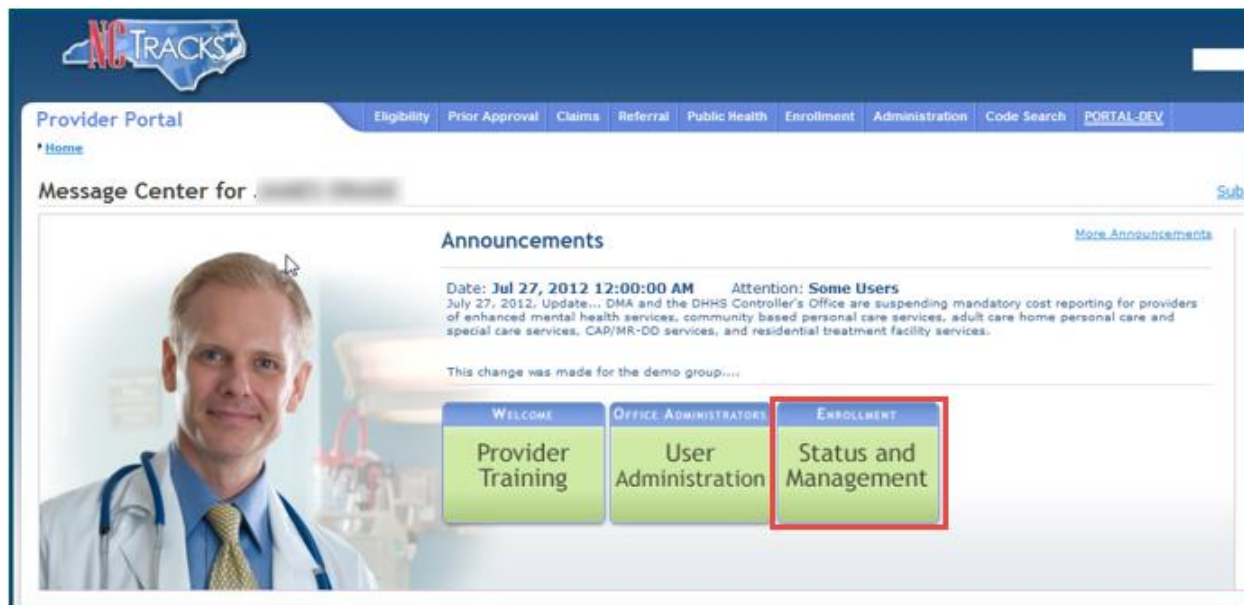 NCTRACKS
Provider Portal
Eligibility Prior Approval Claims Referral Public Health Enrollment Administration Code Search PORTAL-DEV
Home
Message Center for
Sub
Announcements
More Announcements
Date: Jul 27, 2012 12:00:00 AM Attention: Some Users
July 27, 2012, Update... DMA and the DHHS Controller's Office are suspending mandatory cost reporting for providers
of enhanced mental health services, community based personal care services, adult care home personal care and
special care services, CAP/MR-DD services, and residential treatment facility services.
This change was made for the demo group....
WELCOME
Provider
Training
OFFICE ADMINISTRATORS
User
Administration
ENROLLMENT
Status and
Management